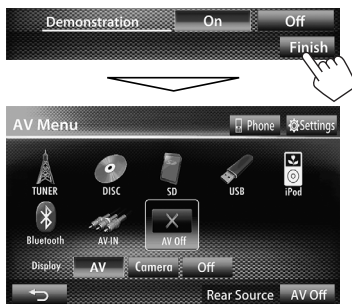 Demonstration On Off
Finish
AV Menu Phone Settings
TUNER DISC SD USB iPod
Bluetooth AV-IN AV Off
Display AV Camera Off
Rear Source AV Off